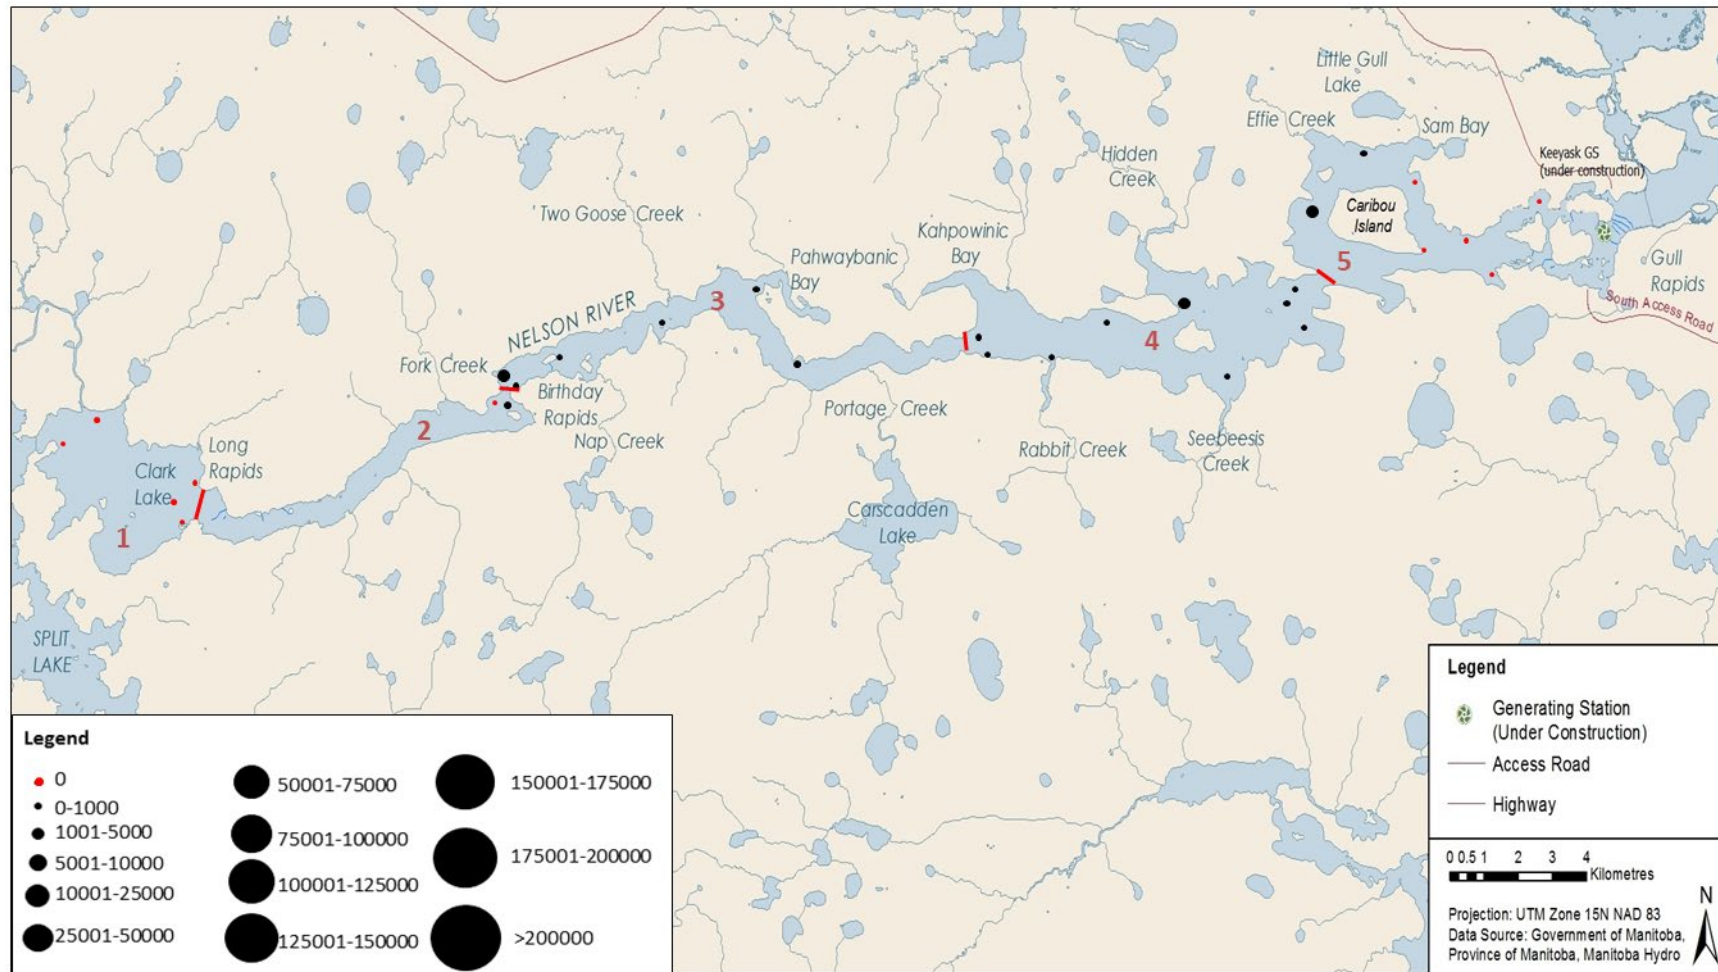 Little Gull
Lake
Effie Creek
Sam Bay
Keeyask GS
(under construction)
Hidden
Creek
Caribou
Island
Two Goose Creek
Kahpowinic
Bay
Pahwaybanic
Bay
5
Gull
Rapids
South Access Road
NELSON RIVER
3
4
Fork Creek
Birthday
Rapids
Portage Creek
2
Nap Creek
Rabbit Creek
Seebeesis
Creek
Long
Rapids
Clark
Lake
1
Carscadden
Lake
SPLIT
LAKE
Legend
0
0-1000
1001-5000
5001-10000
10001-25000
25001-50000
50001-75000
75001-100000
100001-125000
125001-150000
150001-175000
175001-200000
>200000
Legend
Generating Station
(Under Construction)
Access Road
Highway
0 0.5 1 2 3 4
Kilometres
N
Projection: UTM Zone 15N NAD 83
Data Source: Government of Manitoba,
Province of Manitoba, Manitoba Hydro